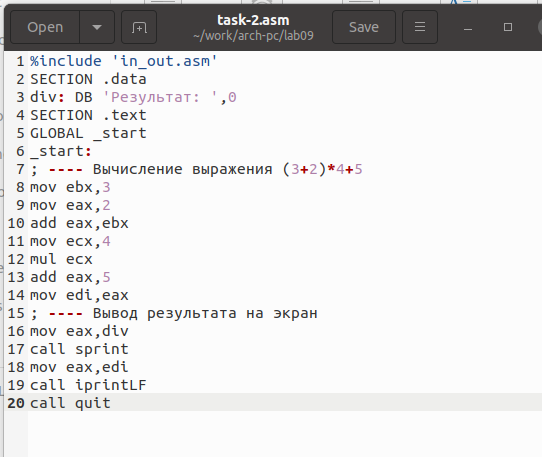 Open
task-2.asm
~/work/arch-pc/lab09
Save
1 %include 'in_out.asm'
2 SECTION .data
3 div: DB 'Результат: ',0
4 SECTION .text
5 GLOBAL _start
6 _start:
7 ; ---- Вычисление выражения (3+2)*4+5
8 mov ebx,3
9 mov eax,2
10 add eax,ebx
11 mov ecx,4
12 mul ecx
13 add eax,5
14 mov edi,eax
15 ; ---- Вывод результата на экран
16 mov eax,div
17 call sprint
18 mov eax,edi
19 call iprintLF
20 call quit